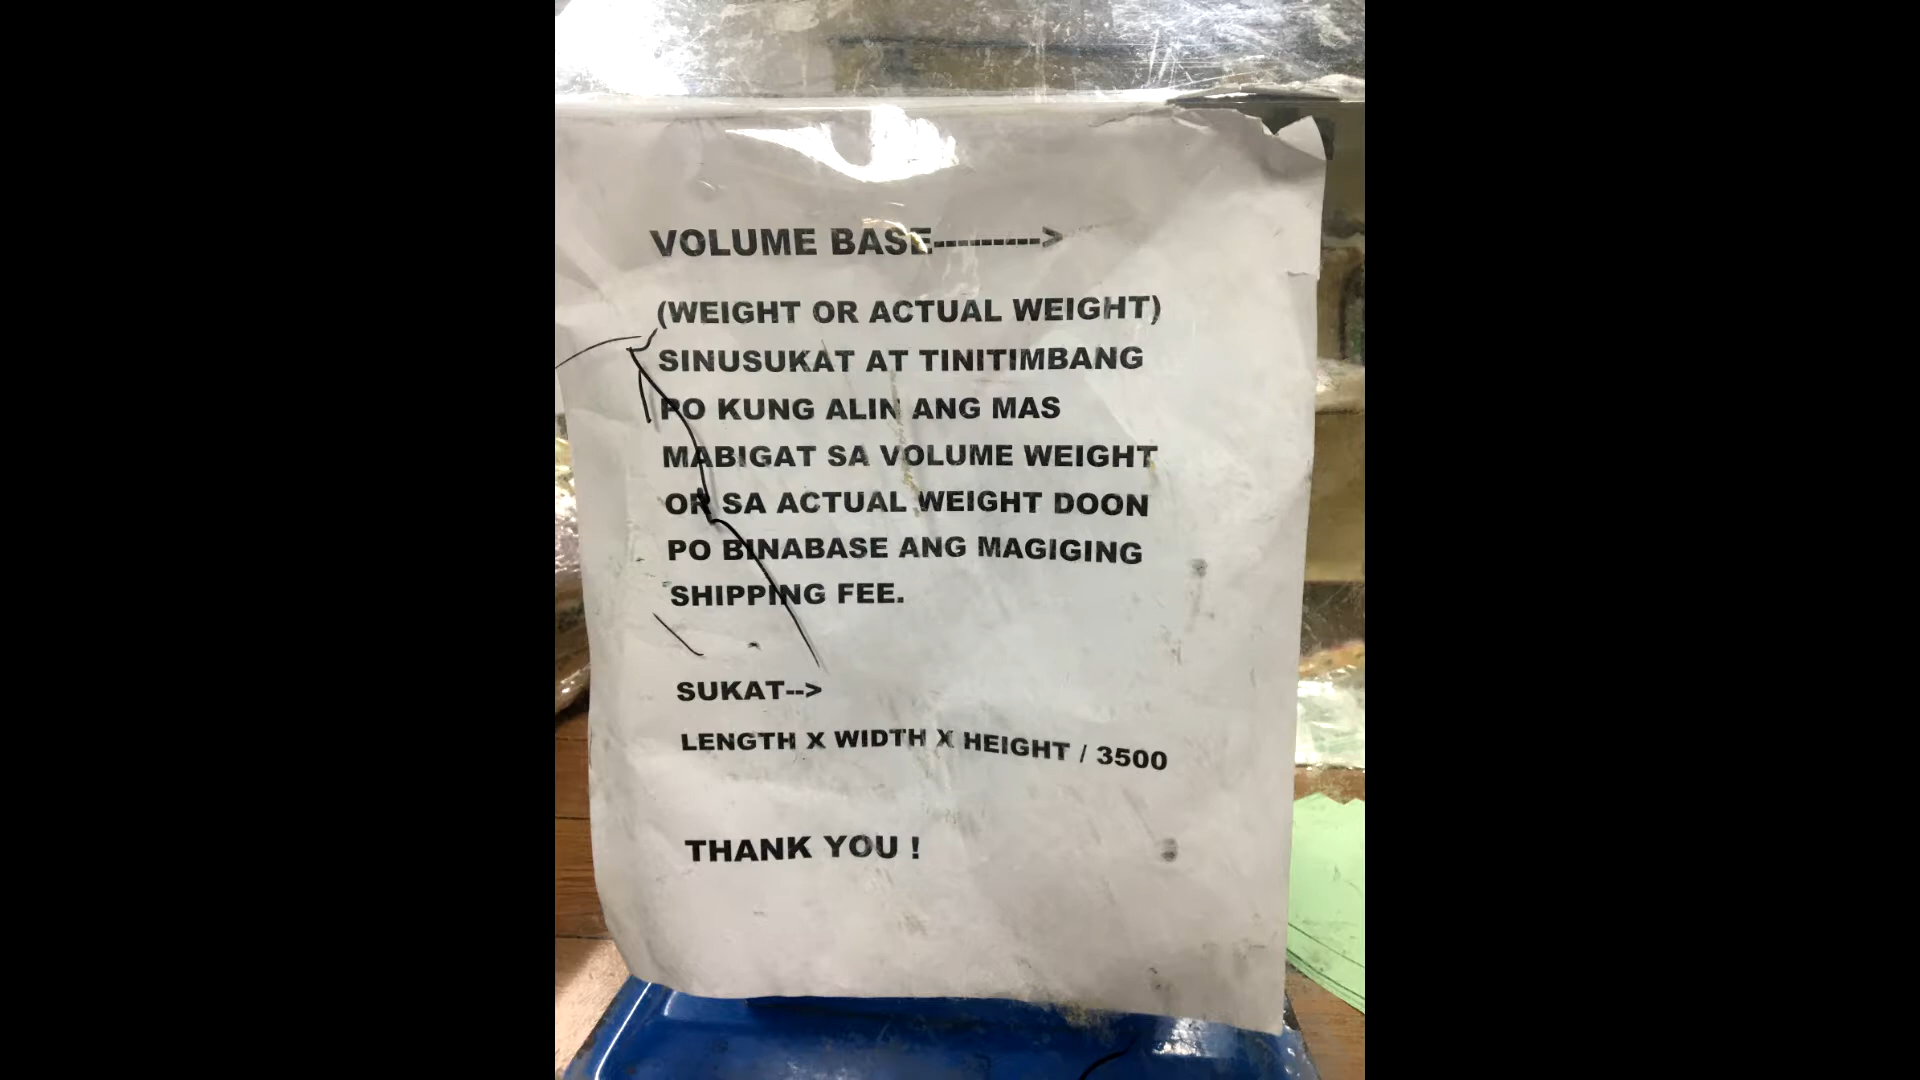 VOLUME BASE--------->
(WEIGHT OR ACTUAL WEIGHT)
SINUSUKAT AT TINITIMBANG
PO KUNG ALIN ANG MAS
MABIGAT SA VOLUME WEIGHT
OR SA ACTUAL WEIGHT DOON
PO BINABASE ANG MAGIGING
SHIPPING FEE.
SUKAT-->
LENGTH X WIDTH X HEIGHT / 3500
THANK YOU !